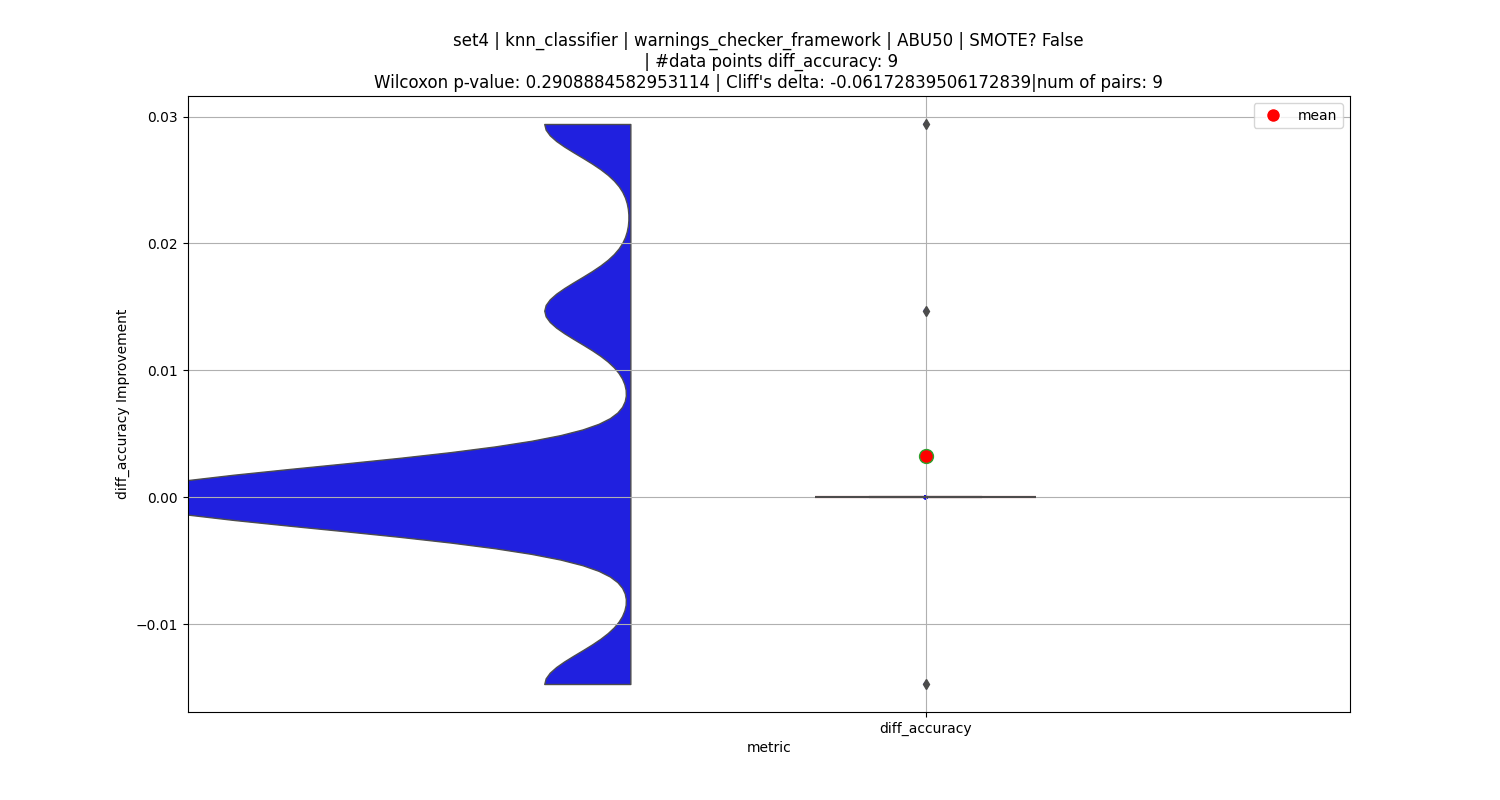 set4 | knn_classifier | warnings_checker_framework | ABU50 | SMOTE? False
| #data points diff_accuracy: 9
Wilcoxon p-value: 0.2908884582953114 | Cliff's delta: -0.06172839506172839|num of pairs: 9
mean
0.03
0.02
0.01
0.00
−0.01
diff_accuracy Improvement
diff_accuracy
metric